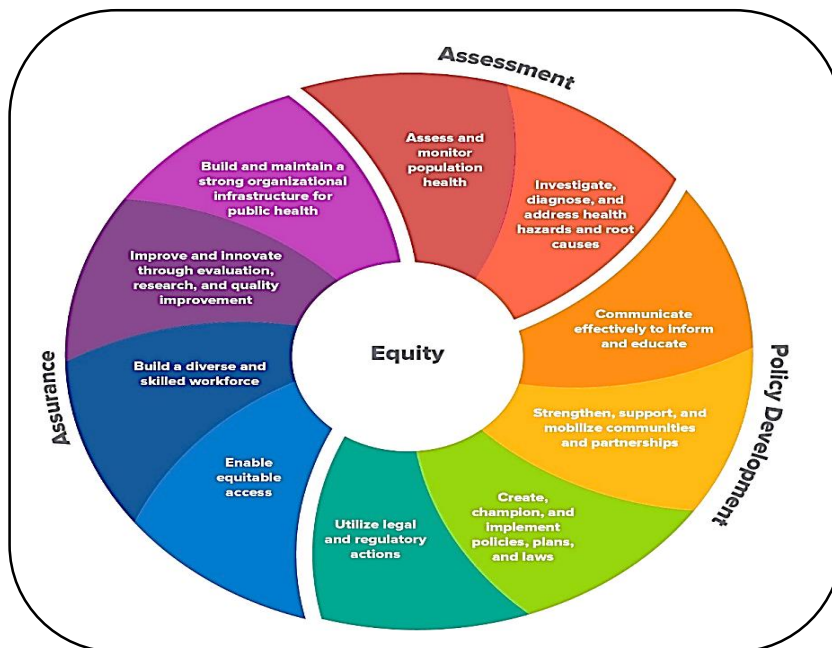 Assessment
Assess and
monitor
population
health
Investigate,
diagnose, and
address health
hazards and root
causes
Communicate
effectively to inform
and educate
Policy Development
Strengthen, support, and
mobilize communities
and partnerships
Create,
champion, and
implement
policies, plans,
and laws
Utilize legal
and regulatory
actions
Enable
equitable
access
Assurance
Build a diverse and
skilled workforce
Improve and innovate
through evaluation,
research, and quality
improvement
Build and maintain a
strong organizational
infrastructure for
public health
Equity